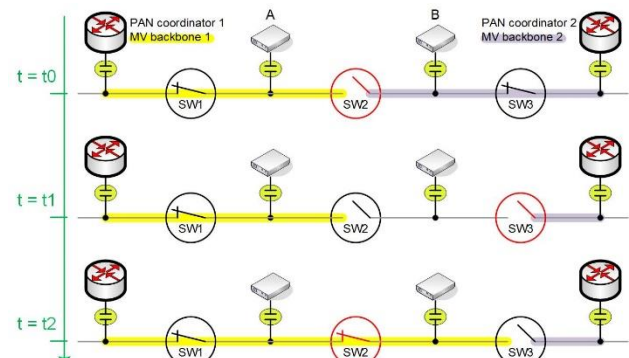 A
B
PAN coordinator 1
MV backbone 1
PAN coordinator 2
MV backbone 2
t = t0
SW1
SW2
SW3
t = t1
SW1
SW2
SW3
t = t2
SW1
SW2
SW3